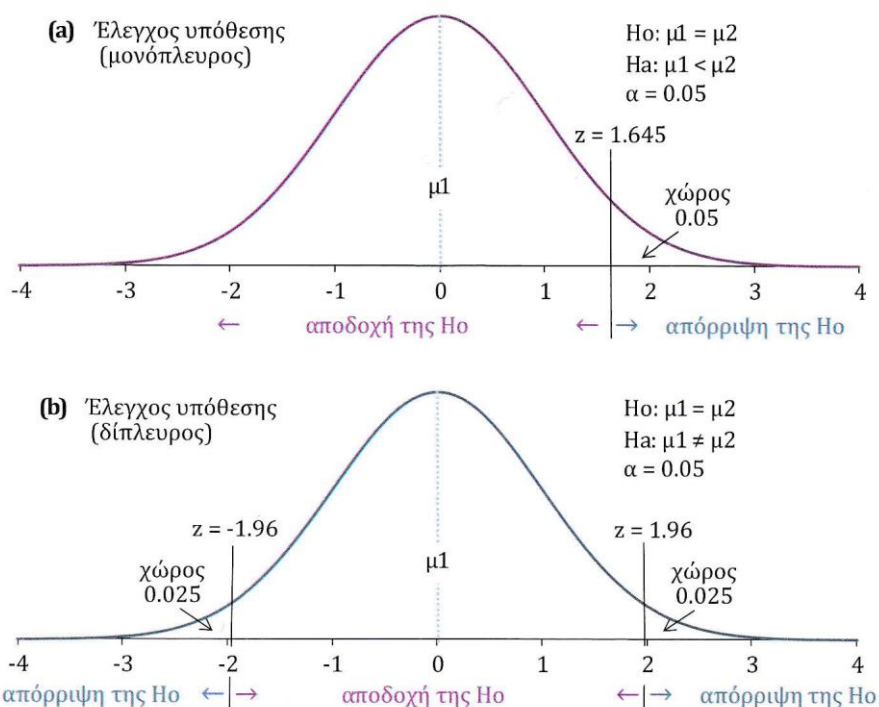 (a) Έλεγχος υπόθεσης
(μονόπλευρος)
Ho: μ1 = μ2
Ha: μ1 < μ2
α = 0.05
z = 1.645
μ1
χώρος
0.05
-4 -3 -2 -1 0 1 2 3 4
← αποδοχή της Ho ← → απόρριψη της Ho
(b) Έλεγχος υπόθεσης
(δίπλευρος)
Ho: μ1 = μ2
Ha: μ1 ≠ μ2
α = 0.05
z = -1.96
z = 1.96
μ1
χώρος
0.025
χώρος
0.025
-4 -3 -2 -1 0 1 2 3 4
απόρριψη της Ho ← → αποδοχή της Ho ← → απόρριψη της Ho